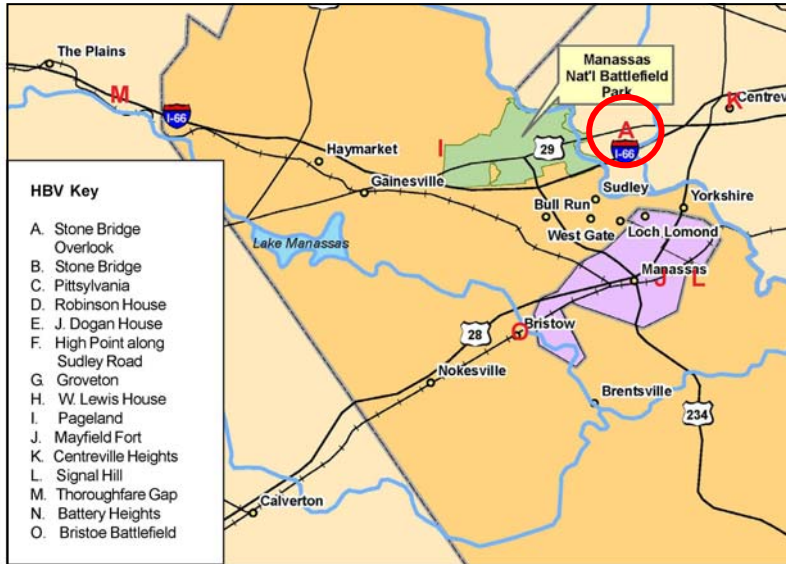 29
The Plains
M
I-66
Manassas
Nat'l Battlefield
Park
A
I-66
K
Centrev
Haymarket
I
29
Gainesville
Sudley
Bull Run
Yorkshire
West Gate
Loch Lomond
Lake Manassas
Manassas
J
L
28
O
Bristow
Nokesville
Brentsville
234
Calverton
HBV Key
A. Stone Bridge
Overlook
B. Stone Bridge
C. Pittsylvania
D. Robinson House
E. J. Dogan House
F. High Point along
Sudley Road
G. Groveton
H. W. Lewis House
I. Pageland
J. Mayfield Fort
K. Centreville Heights
L. Signal Hill
M. Thoroughfare Gap
N. Battery Heights
O. Bristoe Battlefield